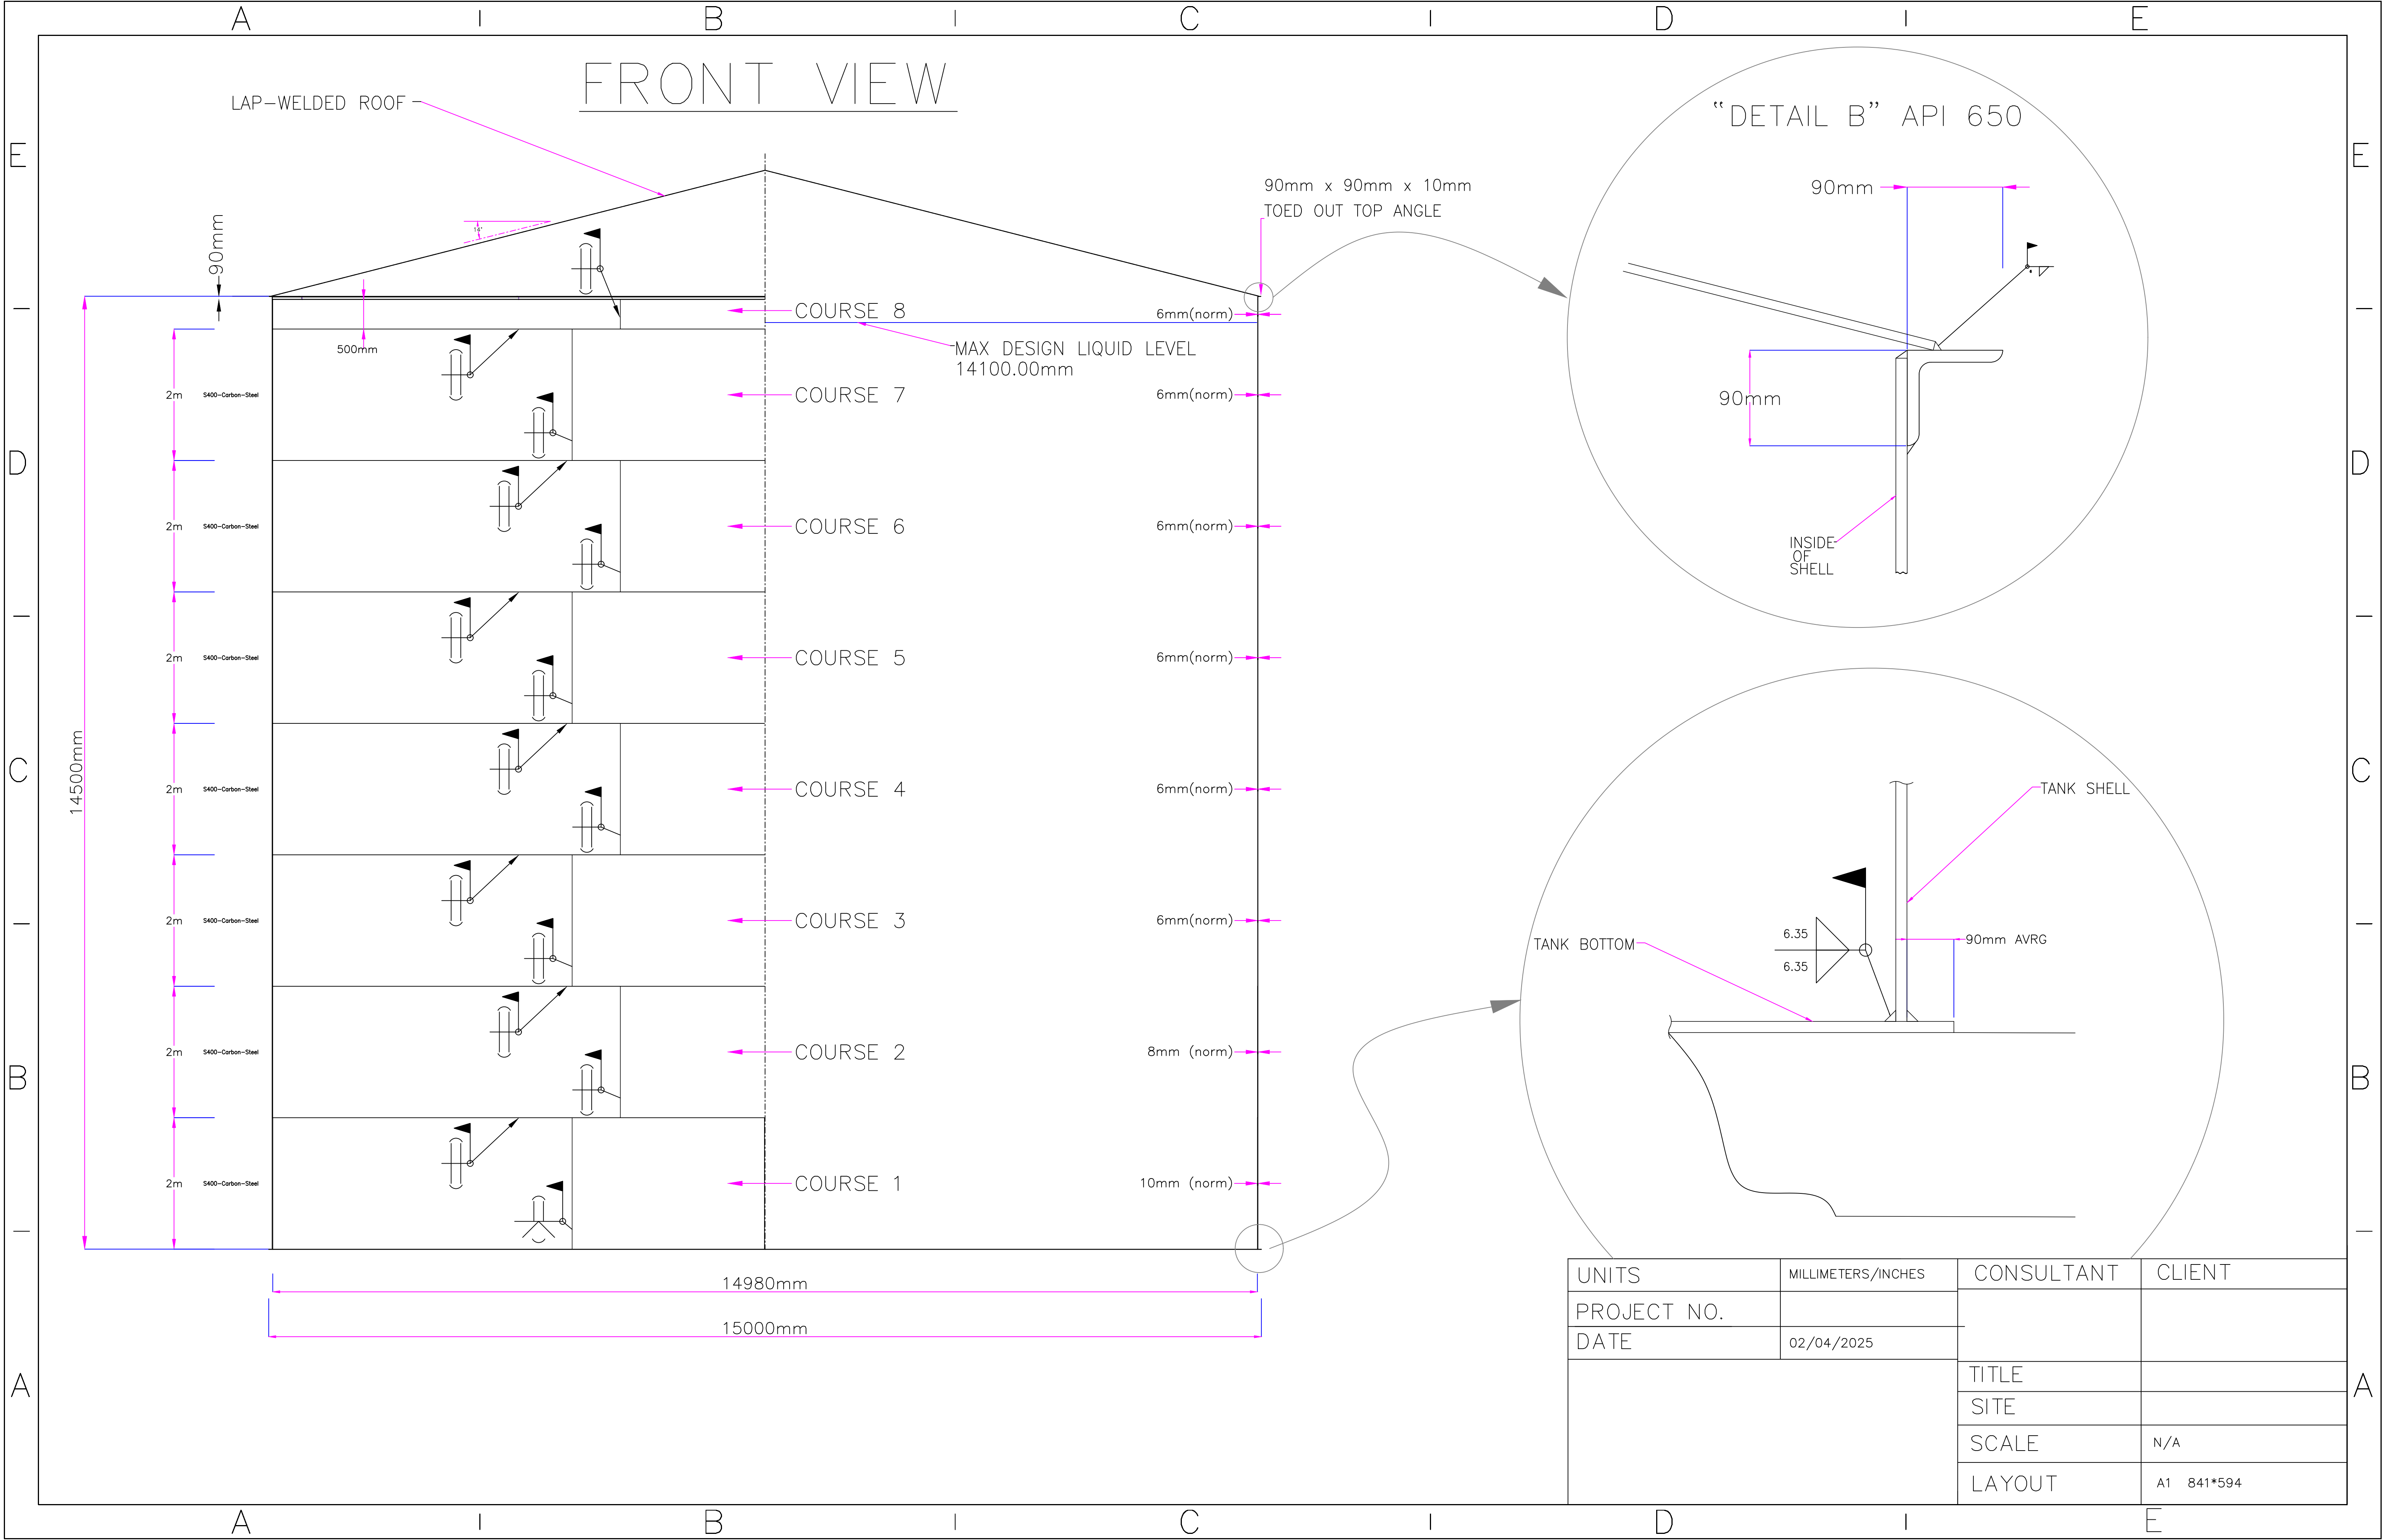 A B C D E
FRONT VIEW
LAP-WELDED ROOF
"DETAIL B" API 650
E
E
90mm x 90mm x 10mm
TOED OUT TOP ANGLE
90mm
90mm
14°
COURSE 8
6mm(norm)
500mm
MAX DESIGN LIQUID LEVEL
14100.00mm
2m S400-Carbon-Steel
COURSE 7
6mm(norm)
90mm
D
D
2m S400-Carbon-Steel
COURSE 6
6mm(norm)
INSIDE
OF
SHELL
2m S400-Carbon-Steel
COURSE 5
6mm(norm)
14500mm
C
C
2m S400-Carbon-Steel
COURSE 4
6mm(norm)
TANK SHELL
2m S400-Carbon-Steel
COURSE 3
6mm(norm)
TANK BOTTOM
6.35
6.35
90mm AVRG
2m S400-Carbon-Steel
COURSE 2
8mm (norm)
B
B
2m S400-Carbon-Steel
COURSE 1
10mm (norm)
14980mm
15000mm
UNITS MILLIMETERS/INCHES CONSULTANT CLIENT
PROJECT NO.
DATE 02/04/2025
TITLE
A
A
SITE
SCALE N/A
LAYOUT A1 841*594
A B C D E